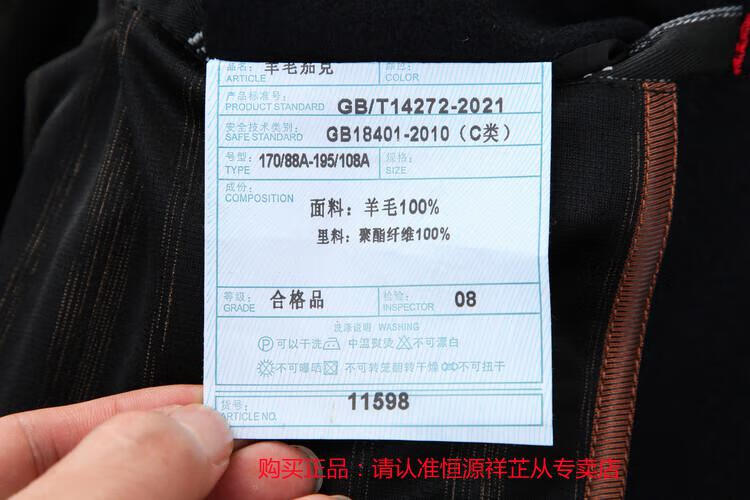 品名: 羊毛茄克 颜色:
ARTICLE COLOR
产品标准号: GB/T14272-2021
PRODUCT STANDARD
安全技术类别: GB18401-2010（C类）
SAFE STANDARD
号型: 170/88A-195/108A 规格:
TYPE SIZE
成份:
COMPOSITION
面料: 羊毛100%
里料: 聚酯纤维100%
等级: 合格品 检验: 08
GRADE INSPECTOR
洗涤说明 WASHING
P可以干洗 中温熨烫 不可漂白
不可曝晒 不可转笼翻转干燥 不可扭干
货号: 11598
ARTICLE NO.
购买正品：请认准恒源祥芷从专卖店